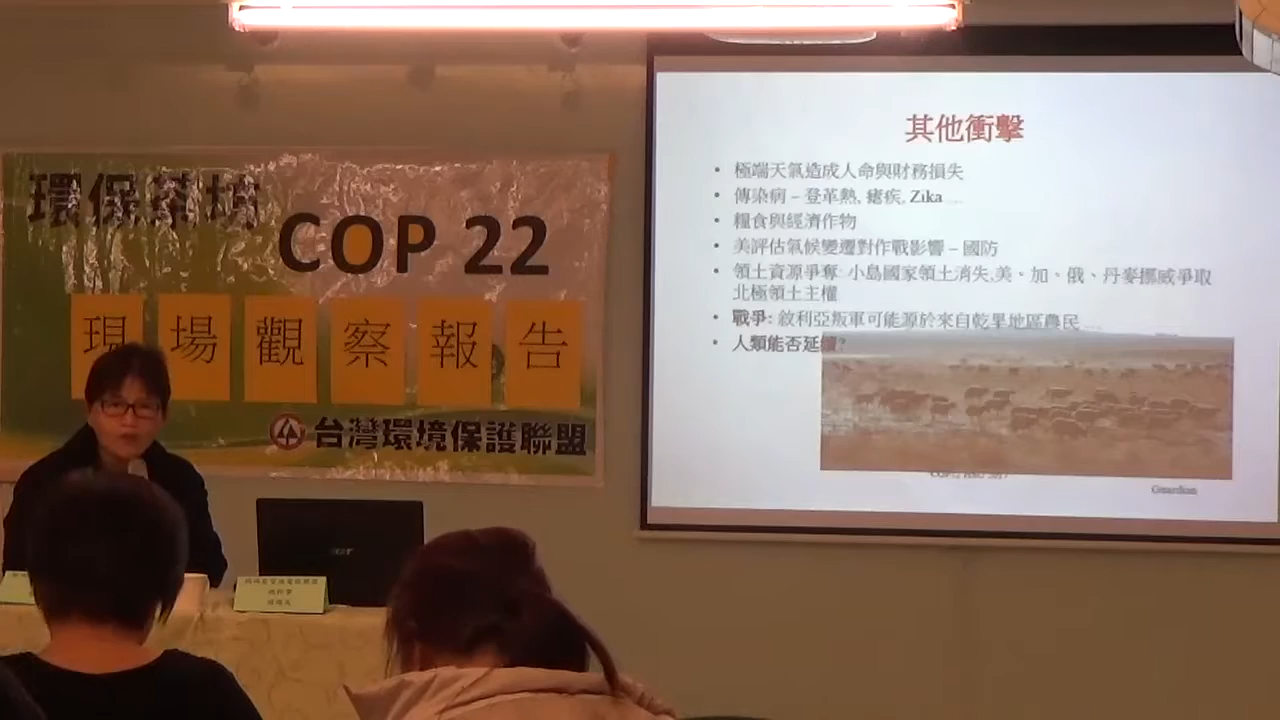 環保茶坊
COP 22
現場觀察報告
台灣環境保護聯盟
acer
其他衝擊
• 極端天氣造成人命與財務損失
• 傳染病 – 登革熱, 瘧疾, Zika ....
• 糧食與經濟作物
• 美評估氣候變遷對作戰影響 – 國防
• 領土資源爭奪: 小島國家領土消失,美、加、俄、丹麥挪威爭取
北極領土主權
• 戰爭: 敘利亞叛軍可能源於來自乾旱地區農民....
• 人類能否延續?
Guardian